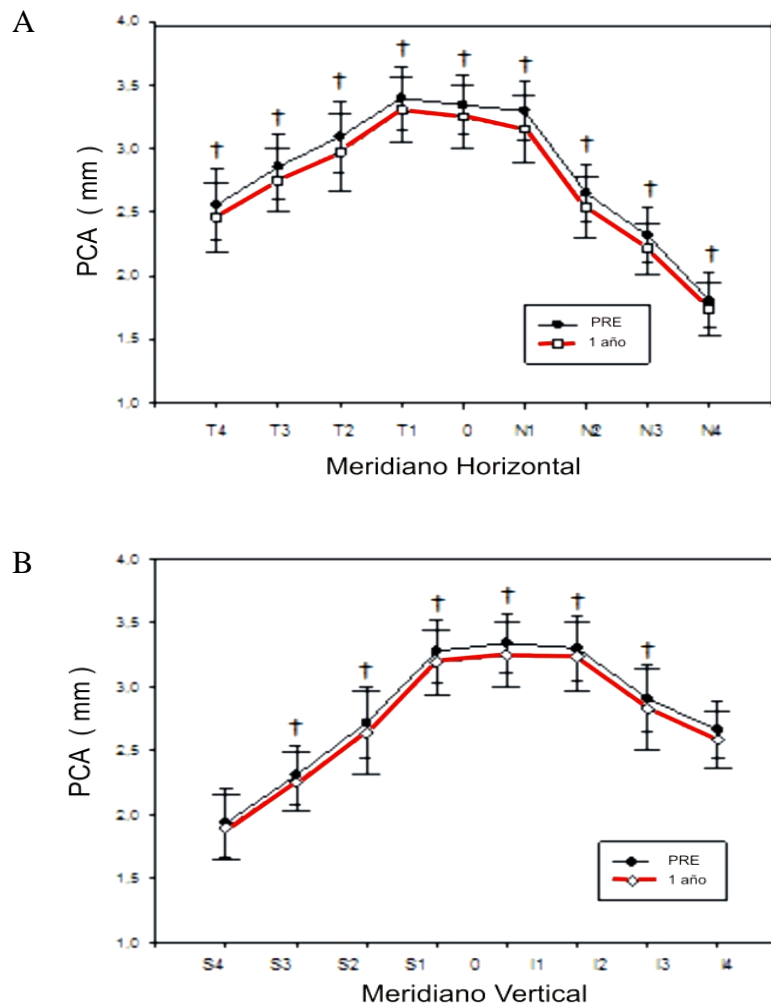 A
4.0
† † † † † † † † †
3.5
3.0
2.5
2.0
1.5
1.0
PCA ( mm )
PRE
1 año
T4 T3 T2 T1 0 N1 N2 N3 N4
Meridiano Horizontal
B
4.0
† † † † † †
3.5
3.0
2.5
2.0
1.5
1.0
PCA ( mm )
PRE
1 año
S4 S3 S2 S1 0 I1 I2 I3 I4
Meridiano Vertical